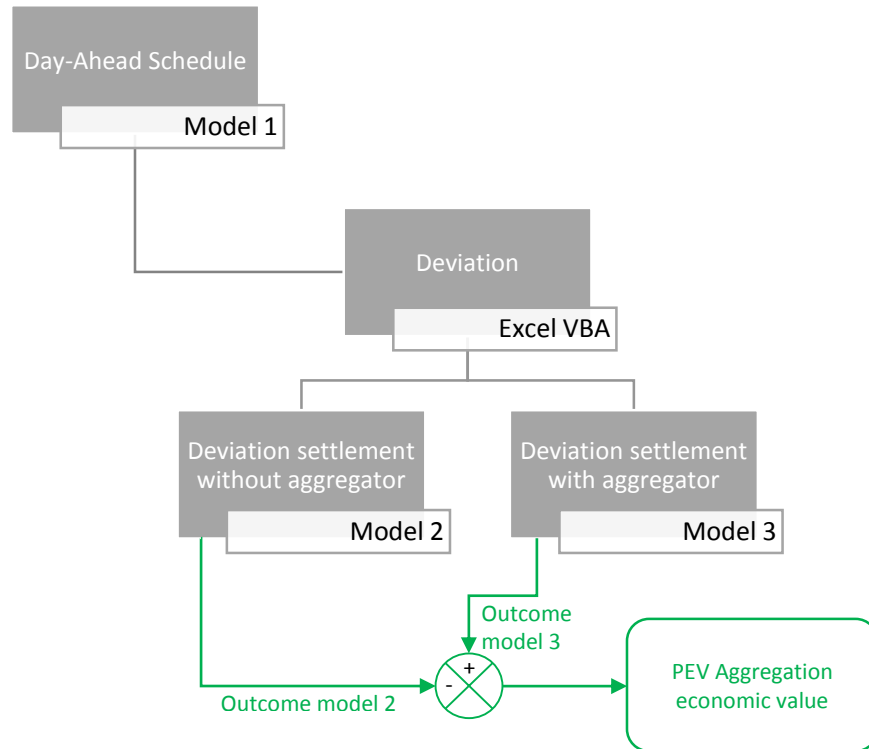 Day-Ahead Schedule
Model 1
Deviation
Excel VBA
Deviation settlement
without aggregator
Model 2
Deviation settlement
with aggregator
Model 3
Outcome
model 3
+
-
Outcome model 2
PEV Aggregation
economic value